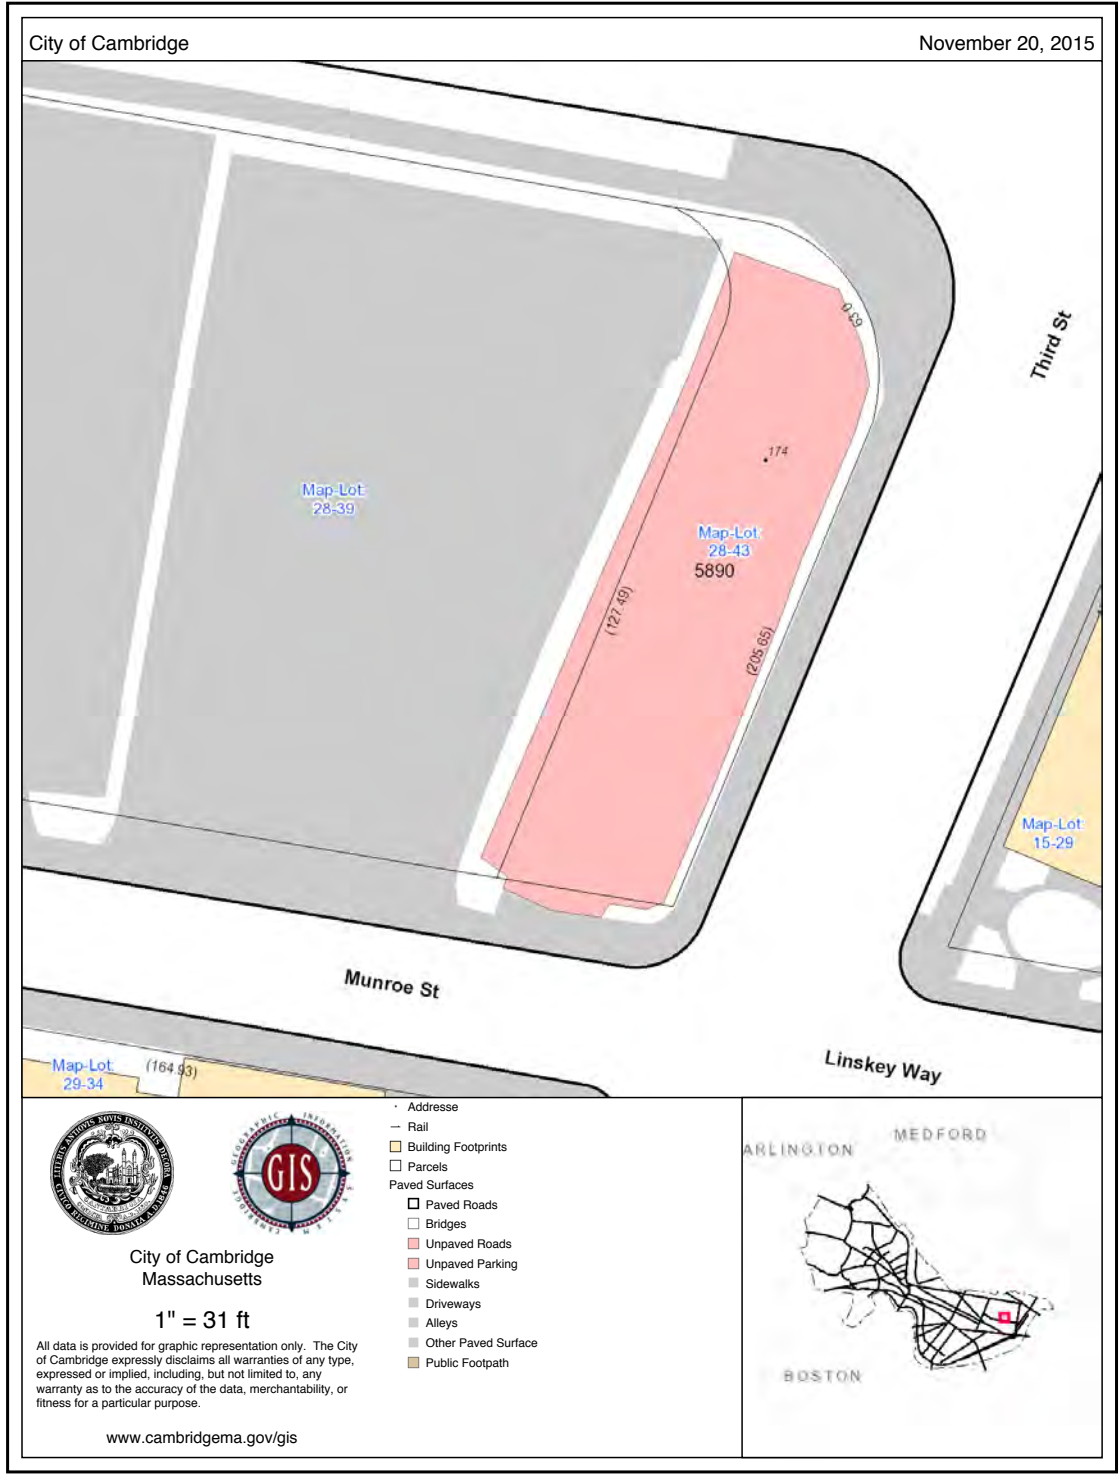 City of Cambridge
November 20, 2015
63.0
Third St
174
Map-Lot:
28-39
Map-Lot:
28-43
5890
(127.49)
(205.65)
Map-Lot:
15-29
Munroe St
Linskey Way
Map-Lot:
29-34
(164.93)
GEOGRAPHIC INFORMATION SYSTEM
CAMBRIDGE
GIS
City of Cambridge
Massachusetts
1" = 31 ft
All data is provided for graphic representation only. The City
of Cambridge expressly disclaims all warranties of any type,
expressed or implied, including, but not limited to, any
warranty as to the accuracy of the data, merchantability, or
fitness for a particular purpose.
www.cambridgema.gov/gis
Addresse
Rail
Building Footprints
Parcels
Paved Surfaces
Paved Roads
Bridges
Unpaved Roads
Unpaved Parking
Sidewalks
Driveways
Alleys
Other Paved Surface
Public Footpath
ARLINGTON
MEDFORD
BOSTON